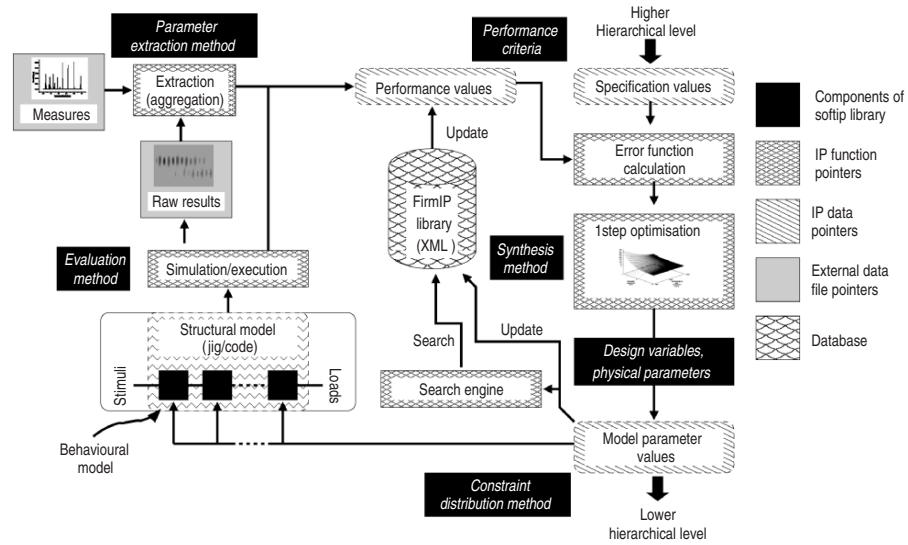 Parameter
extraction method
Performance
criteria
Higher
Hierarchical level
Extraction
(aggregation)
Measures
Performance values
Specification values
Components of
softip library
Update
Error function
calculation
IP function
pointers
Raw results
FirmIP
library
(XML )
1step optimisation
IP data
pointers
Evaluation
method
Simulation/execution
Synthesis
method
External data
file pointers
Structural model
(jig/code)
Search
Update
Database
Stimuli
Loads
Search engine
Design variables,
physical parameters
Behavioural
model
Model parameter
values
Constraint
distribution method
Lower
hierarchical level